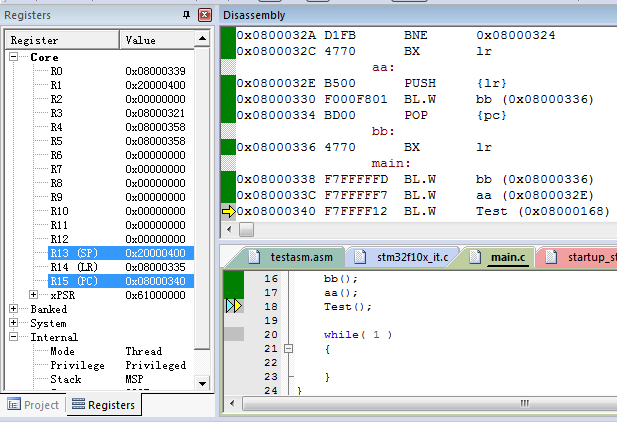 Registers
Register Value
Core
R0 0x08000339
R1 0x20000400
R2 0x00000000
R3 0x08000321
R4 0x08000358
R5 0x08000358
R6 0x00000000
R7 0x00000000
R8 0x00000000
R9 0x00000000
R10 0x00000000
R11 0x00000000
R12 0x00000000
R13 (SP) 0x20000400
R14 (LR) 0x08000335
R15 (PC) 0x08000340
xPSR 0x61000000
Banked
System
Internal
Mode Thread
Privilege Privileged
Stack MSP
Project Registers
Disassembly
0x0800032A D1FB BNE 0x08000324
0x0800032C 4770 BX lr
aa:
0x0800032E B500 PUSH {lr}
0x08000330 F000F801 BL.W bb (0x08000336)
0x08000334 BD00 POP {pc}
bb:
0x08000336 4770 BX lr
main:
0x08000338 F7FFFFFD BL.W bb (0x08000336)
0x0800033C F7FFFFF7 BL.W aa (0x0800032E)
0x08000340 F7FFFF12 BL.W Test (0x08000168)
testasm.asm stm32f10x_it.c main.c startup_st
16 bb();
17 aa();
18 Test();
19
20 while( 1 )
21 {
22
23 }
24 }